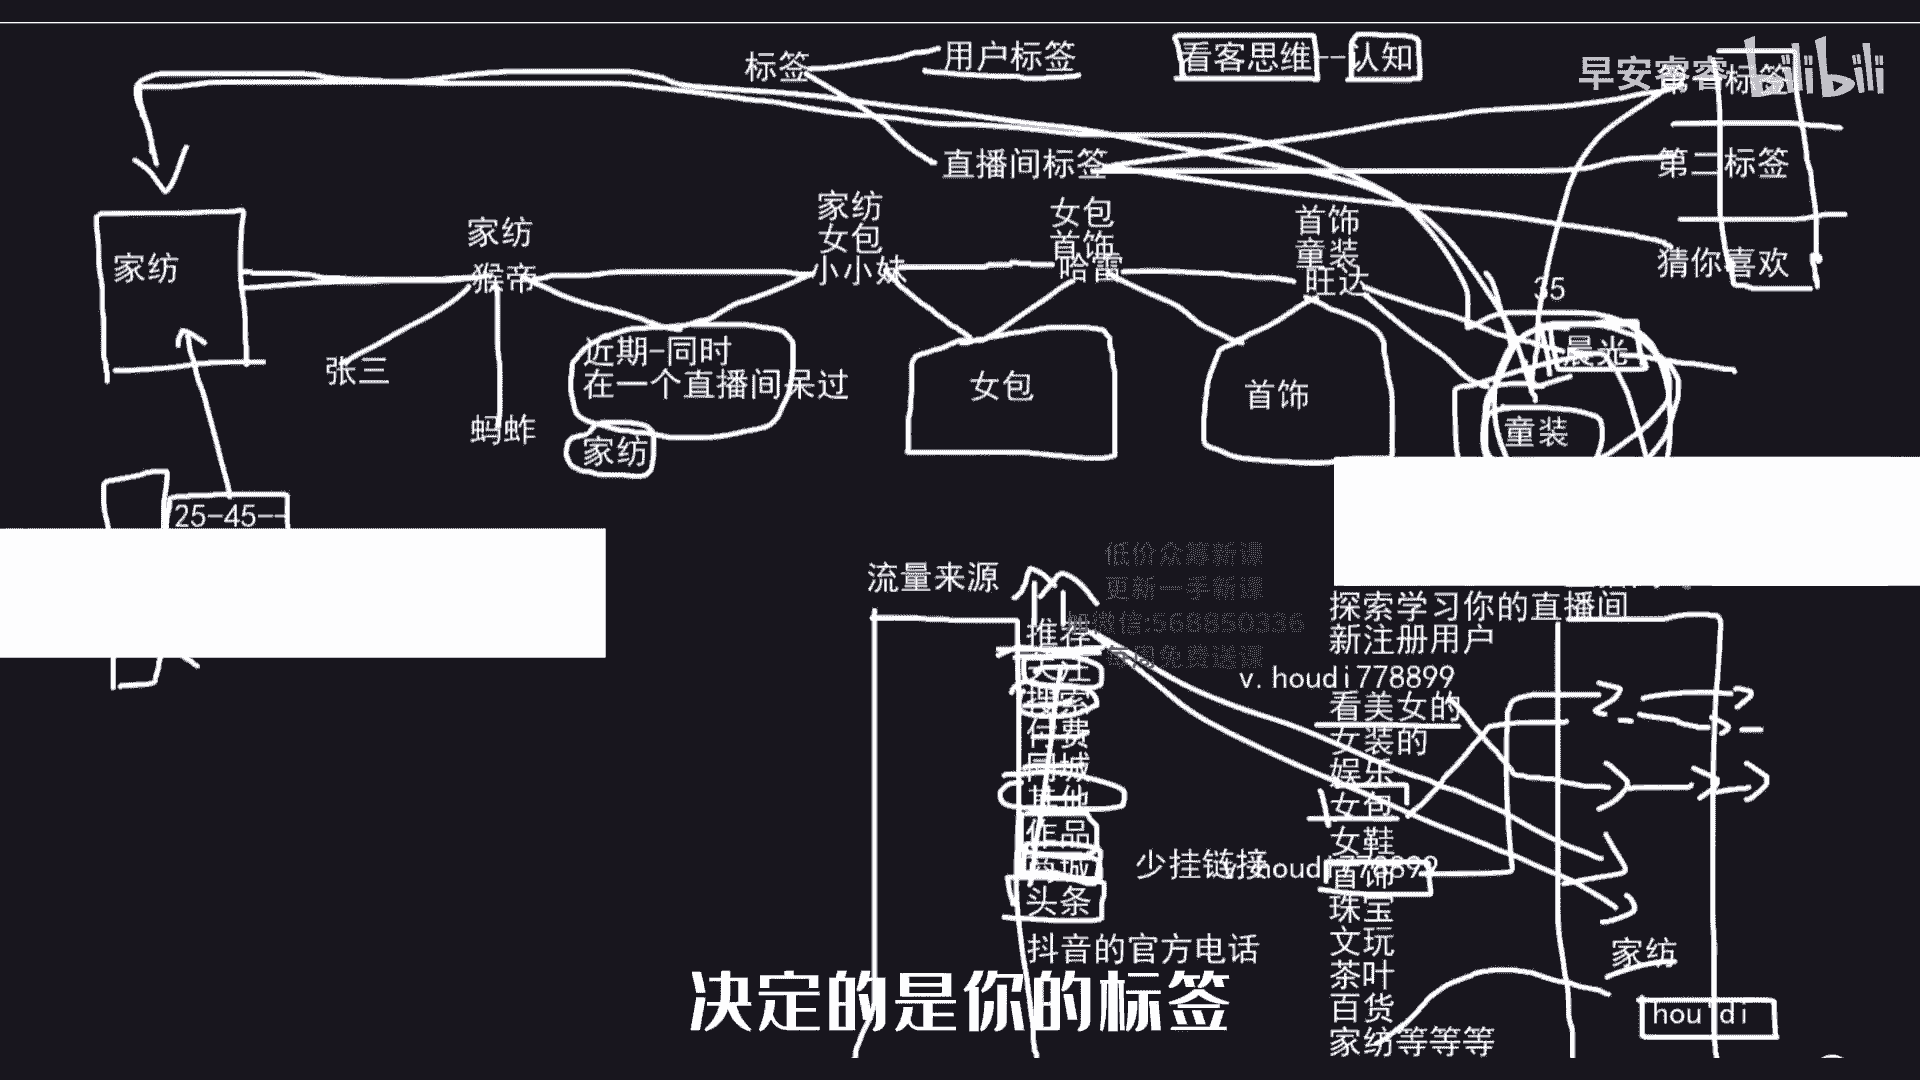 标签
用户标签
看客思维--认知
早安睿睿
bilibili
第一标签
直播间标签
第二标签
猜你喜欢
家纺
家纺
猴帝
家纺
女包
小小妹
女包
首饰
哈雷
首饰
童装
旺达
35
晨光
张三
近期-同时
在一个直播间呆过
女包
首饰
童装
蚂蚱
家纺
25-45--
流量来源
低价众筹新课
更新一手新课
加微信:568850336
每周免费送课
推荐
关注
搜索
付费
同城
其他
作品
商城
头条
少挂链接
v.houdi778899
抖音的官方电话
探索学习你的直播间
新注册用户
v.houdi778899
看美女的
女装的
娱乐
女包
女鞋
首饰
珠宝
文玩
茶叶
百货
家纺等等等
家纺
houdi
决定的是你的标签